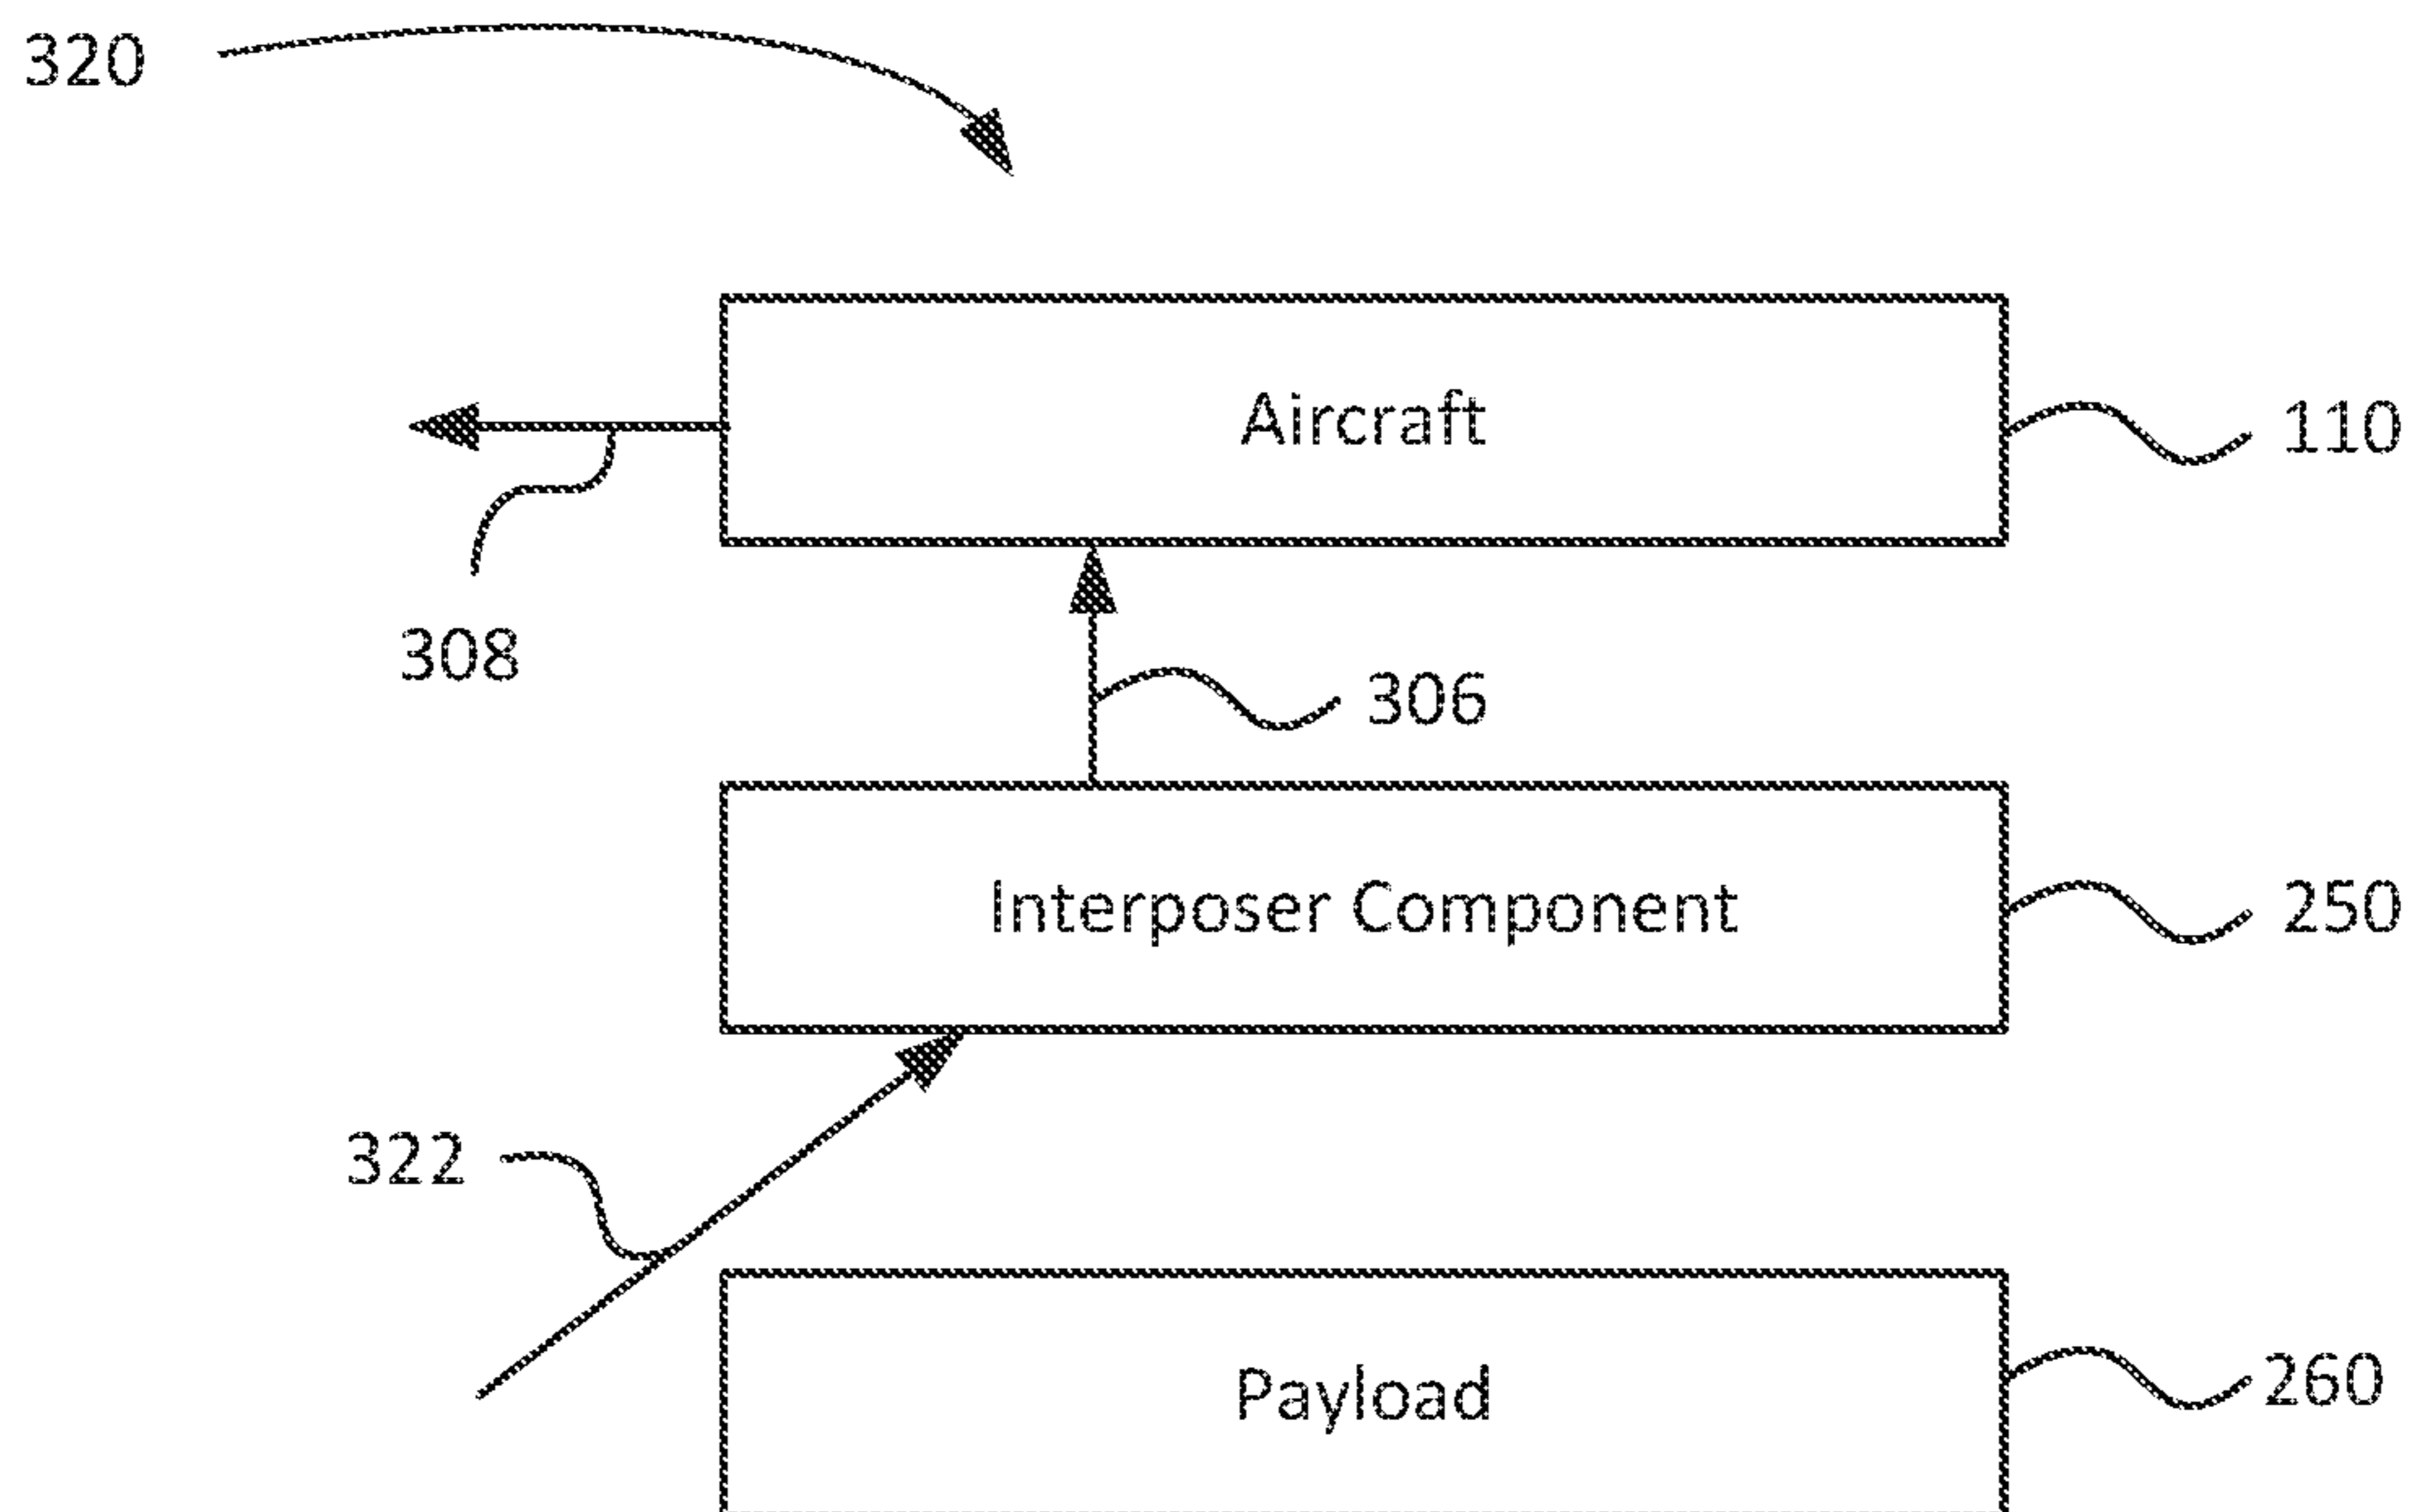 320
Aircraft
110
308
306
Interposer Component
250
322
Payload
260